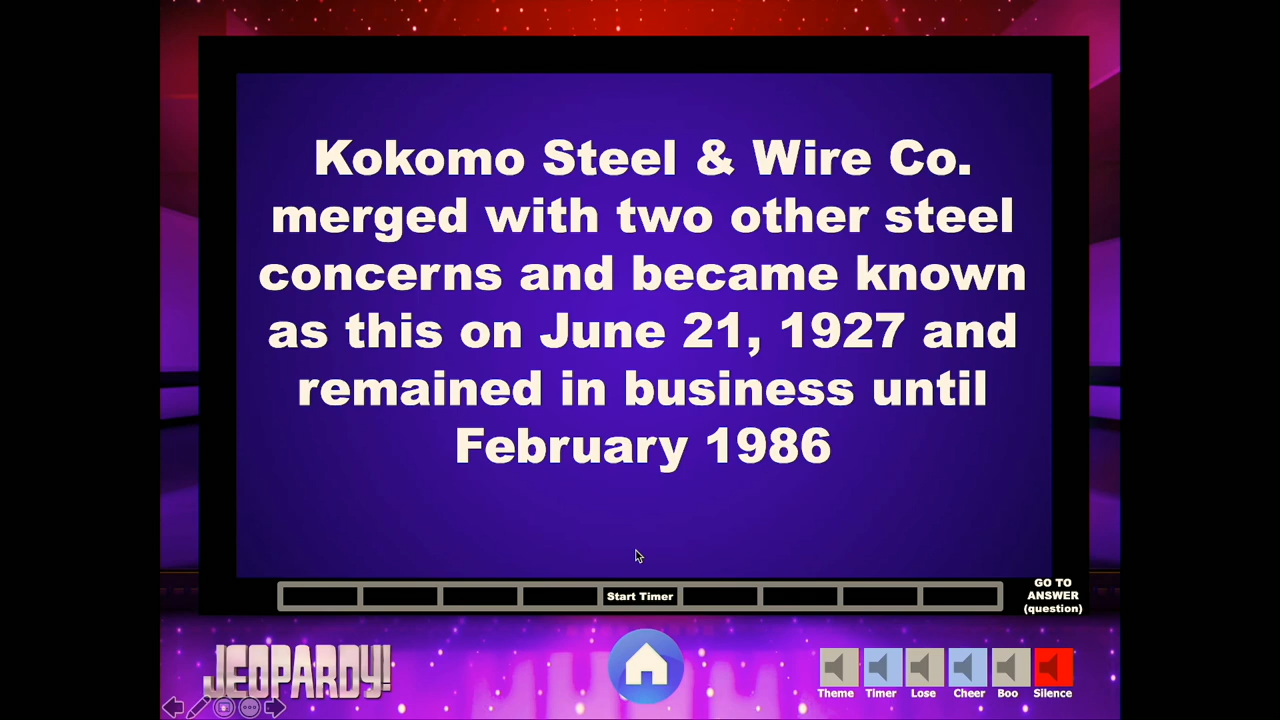 Kokomo Steel & Wire Co.
merged with two other steel
concerns and became known
as this on June 21, 1927 and
remained in business until
February 1986
Start Timer
GO TO
ANSWER
(question)
JEOPARDY!
Theme Timer Lose Cheer Boo Silence